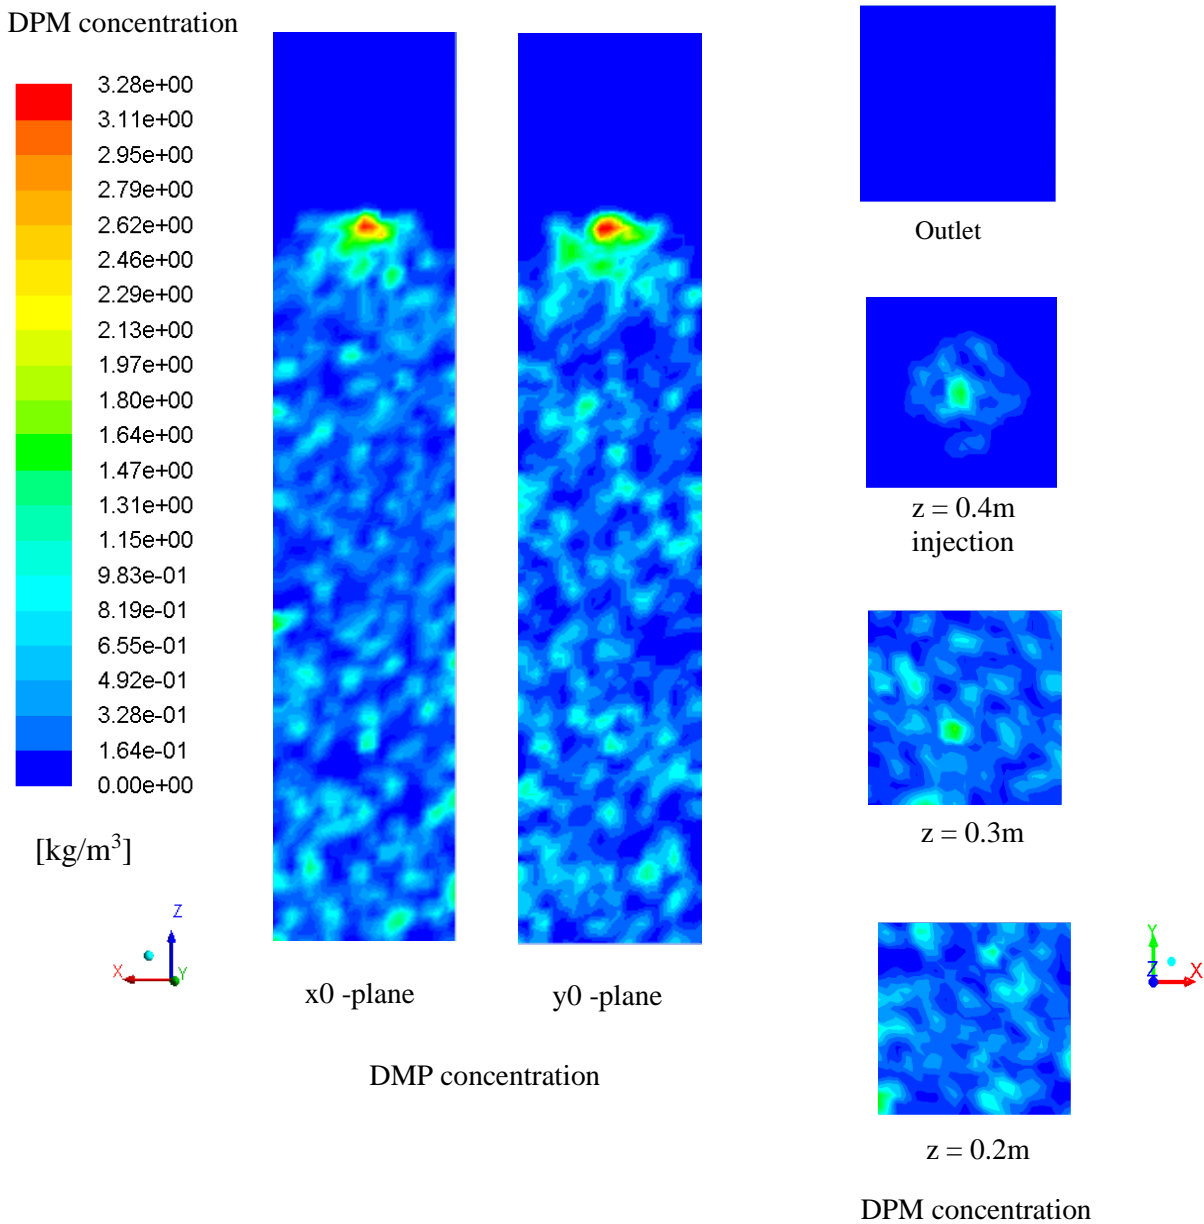 DPM concentration
3.28e+00
3.11e+00
2.95e+00
2.79e+00
2.62e+00
2.46e+00
2.29e+00
2.13e+00
1.97e+00
1.80e+00
1.64e+00
1.47e+00
1.31e+00
1.15e+00
9.83e-01
8.19e-01
6.55e-01
4.92e-01
3.28e-01
1.64e-01
0.00e+00
[kg/m³]
Z
X
Y
x0 -plane
y0 -plane
DMP concentration
Outlet
z = 0.4m
injection
z = 0.3m
z = 0.2m
Y
Z
X
DPM concentration